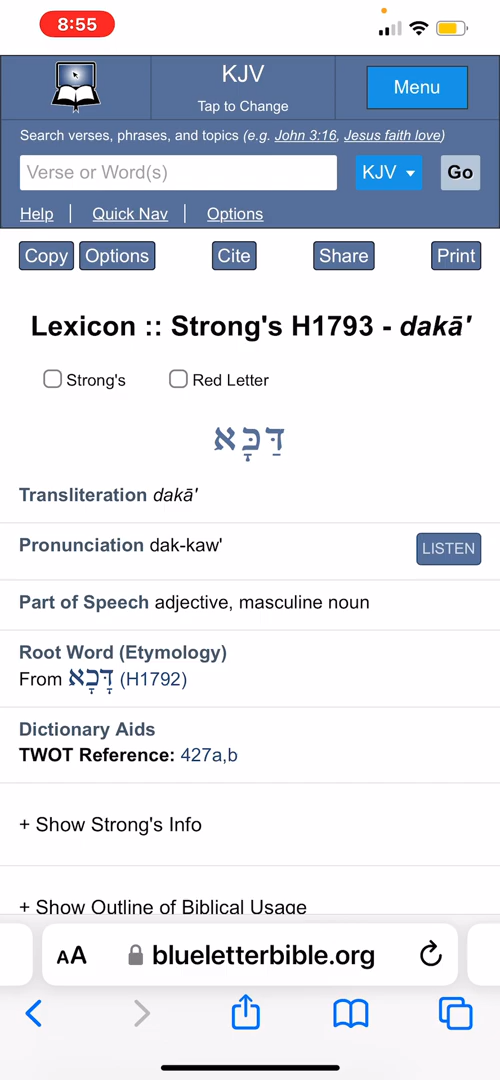 8:55
KJV
Tap to Change
Menu
Search verses, phrases, and topics (e.g. John 3:16, Jesus faith love)
Verse or Word(s) KJV Go
Help | Quick Nav | Options
Copy Options Cite Share Print
Lexicon :: Strong's H1793 - dakā'
Strong's Red Letter
דַּכָּא
Transliteration dakā'
Pronunciation dak-kaw' LISTEN
Part of Speech adjective, masculine noun
Root Word (Etymology)
From דָּכָא (H1792)
Dictionary Aids
TWOT Reference: 427a,b
+ Show Strong's Info
+ Show Outline of Biblical Usage
AA blueletterbible.org